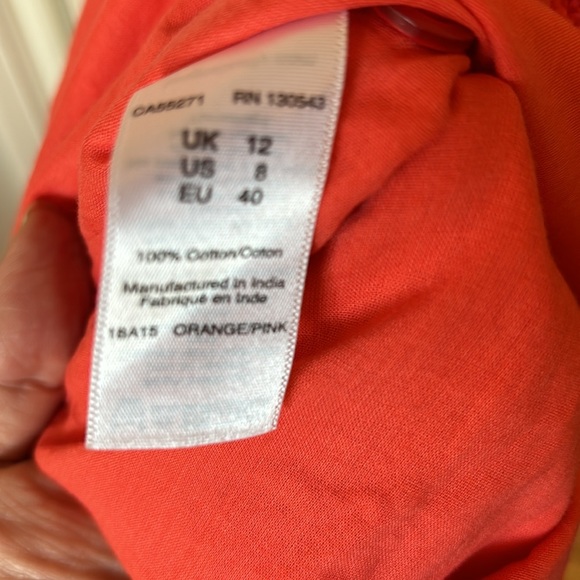 CA55271 RN 130543
UK 12
US 8
EU 40
100% Cotton/Coton
Manufactured in India
Fabriqué en Inde
16A15 ORANGE/PINK